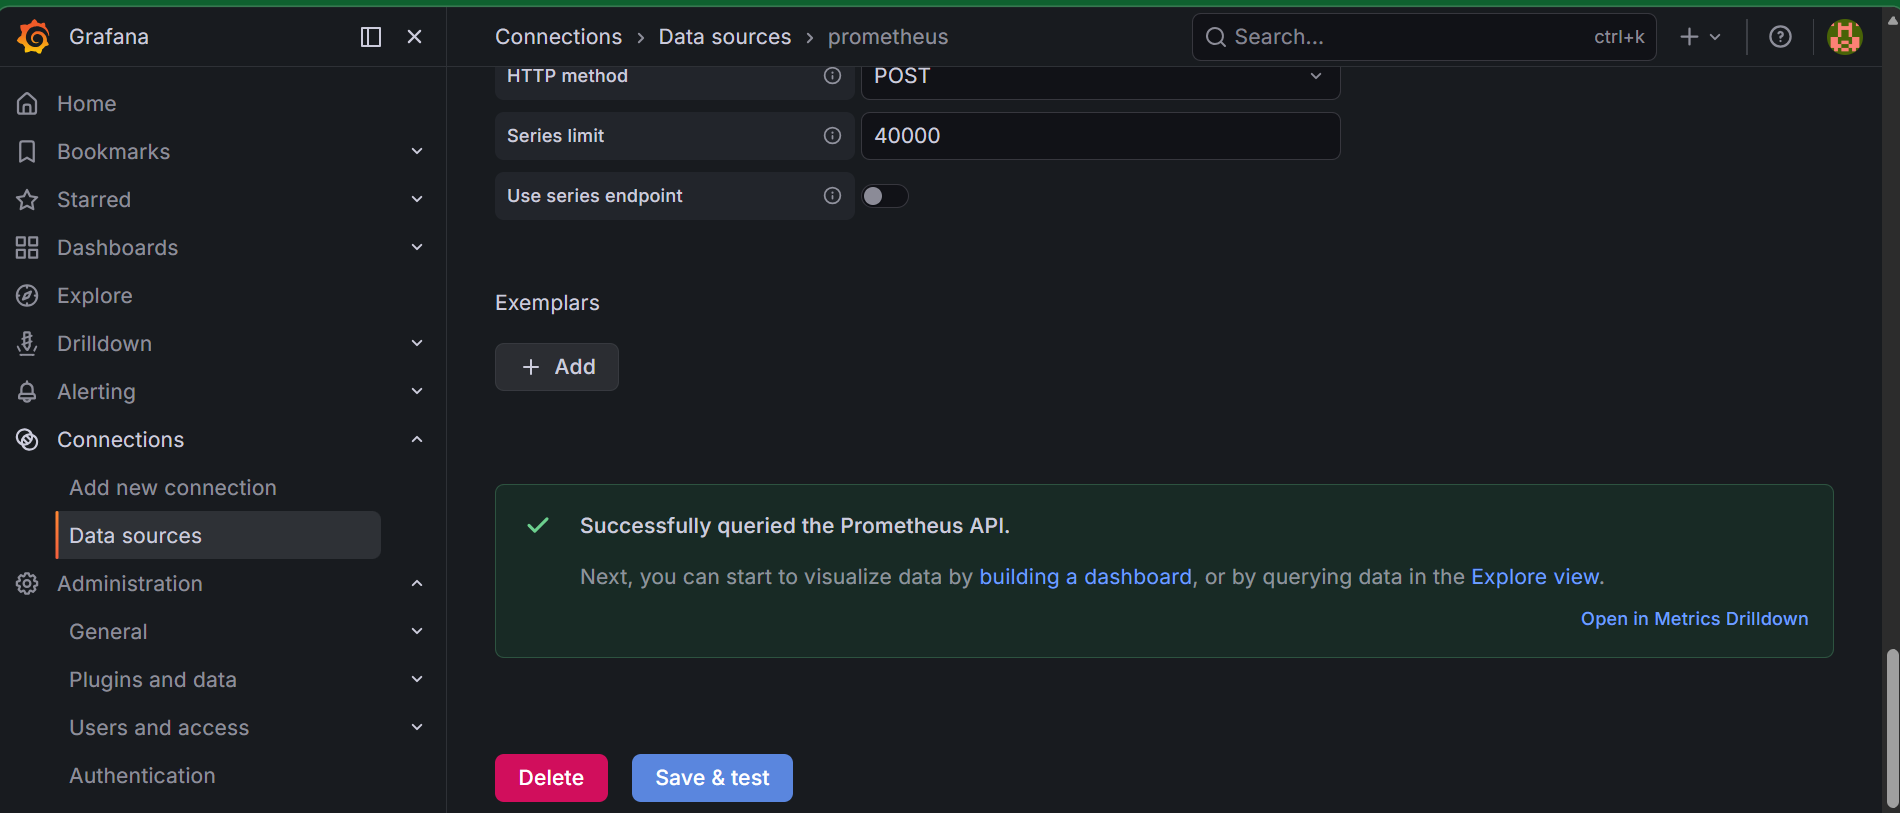 Grafana
Connections › Data sources › prometheus
Search... ctrl+k
Home
Bookmarks
Starred
Dashboards
Explore
Drilldown
Alerting
Connections
Add new connection
Data sources
Administration
General
Plugins and data
Users and access
Authentication
HTTP method POST
Series limit 40000
Use series endpoint
Exemplars
+ Add
Successfully queried the Prometheus API.
Next, you can start to visualize data by building a dashboard, or by querying data in the Explore view.
Open in Metrics Drilldown
Delete Save & test